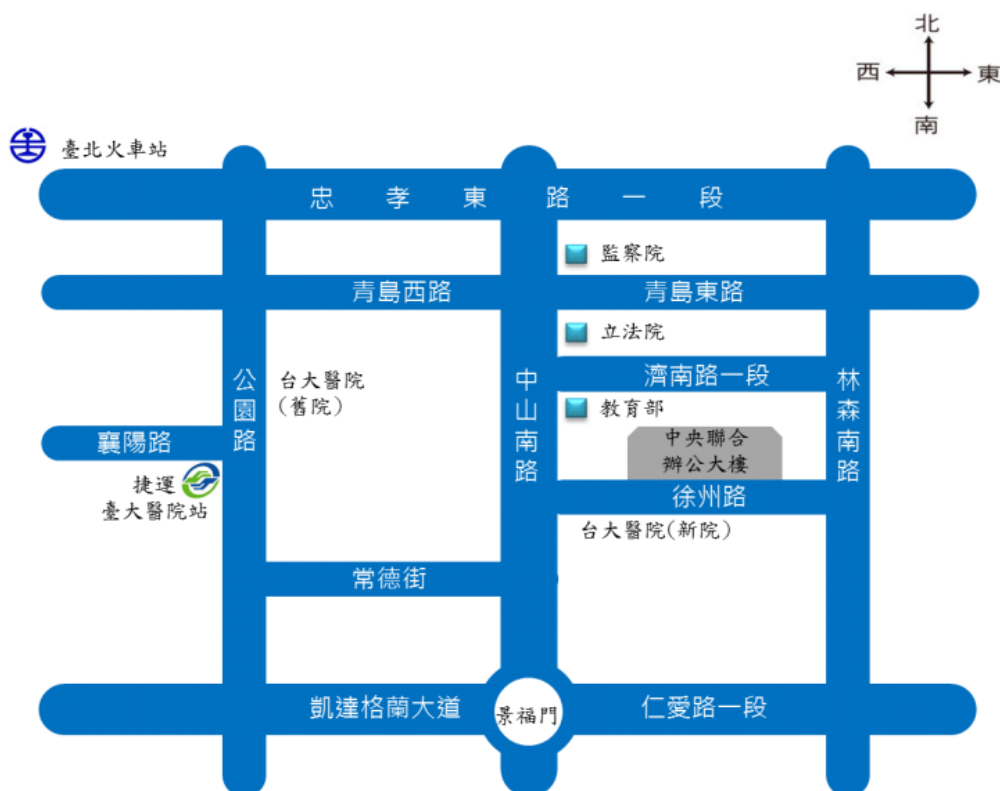 北
西 東
南
臺北火車站
忠孝東路一段
監察院
青島西路
青島東路
立法院
公園路
台大醫院
(舊院)
中山南路
濟南路一段
林森南路
教育部
襄陽路
中央聯合
辦公大樓
捷運
臺大醫院站
徐州路
台大醫院(新院)
常德街
凱達格蘭大道
景福門
仁愛路一段